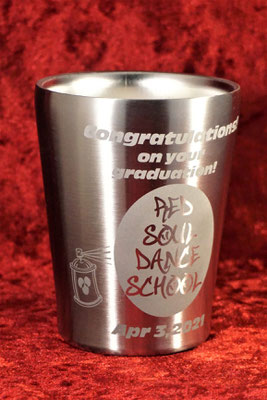 Congratulations!
on your
graduation!
RED
SOUL
DANCE
SCHOOL
Apr 3,2021